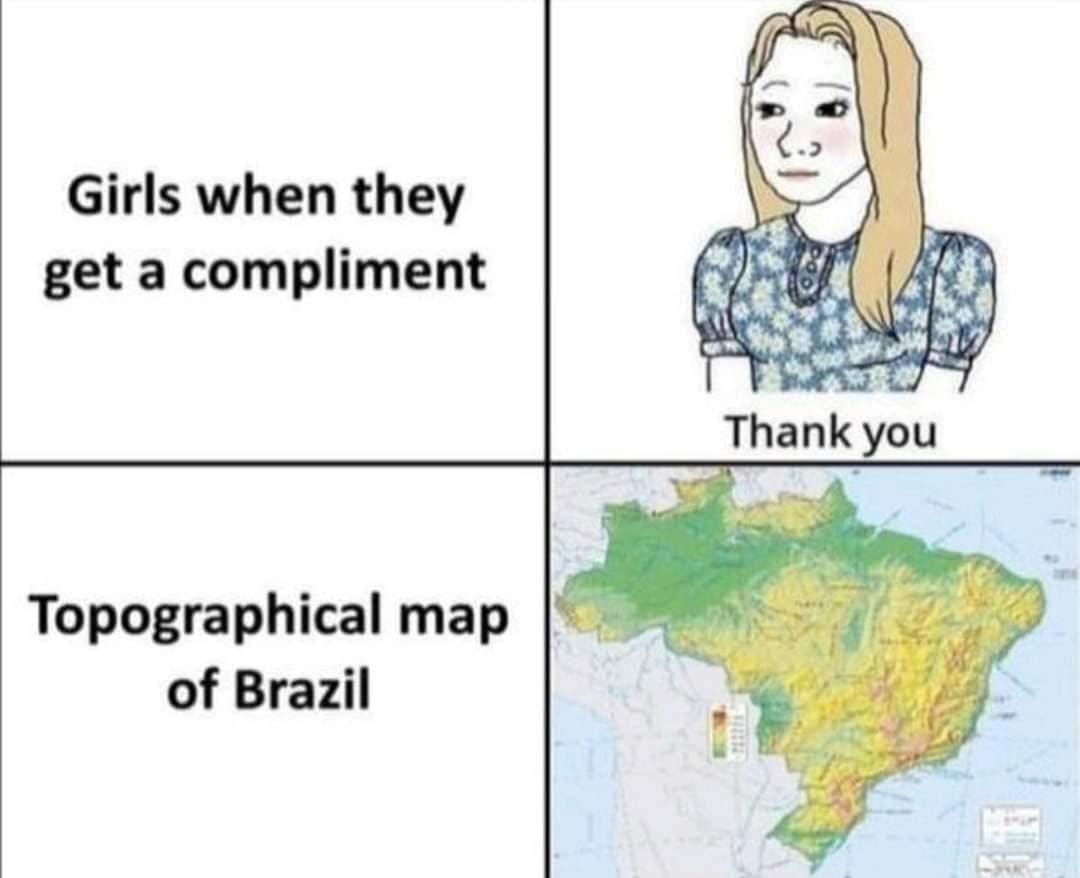 Girls when they
get a compliment
Thank you
Topographical map
of Brazil